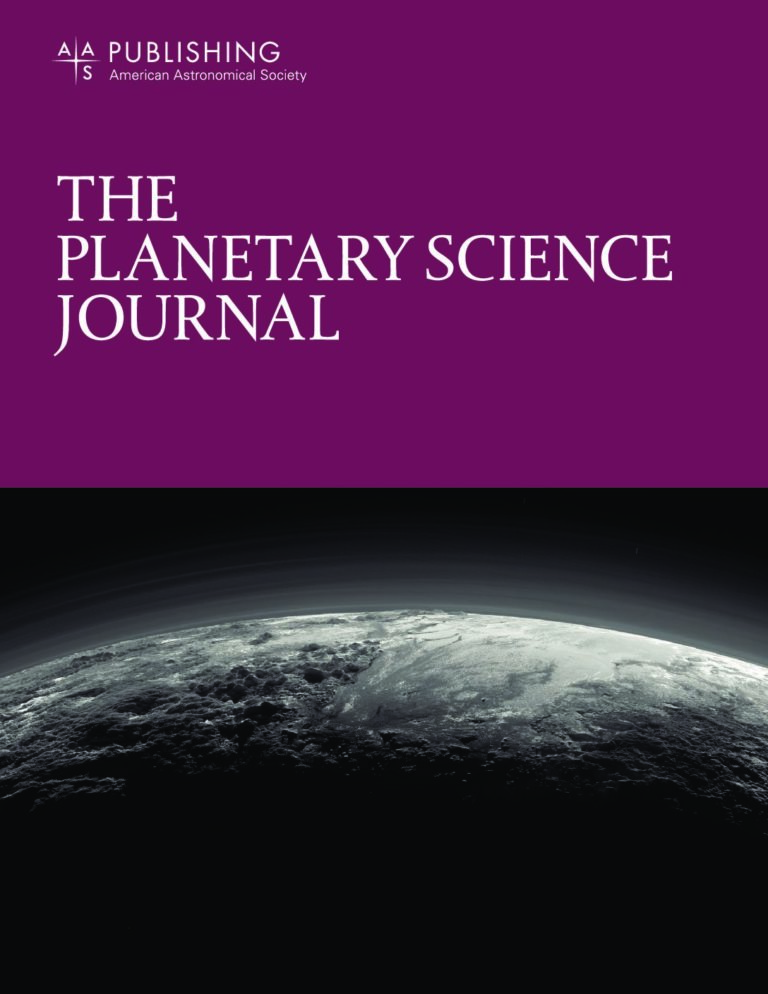 AAS PUBLISHING
American Astronomical Society
THE
PLANETARY SCIENCE
JOURNAL